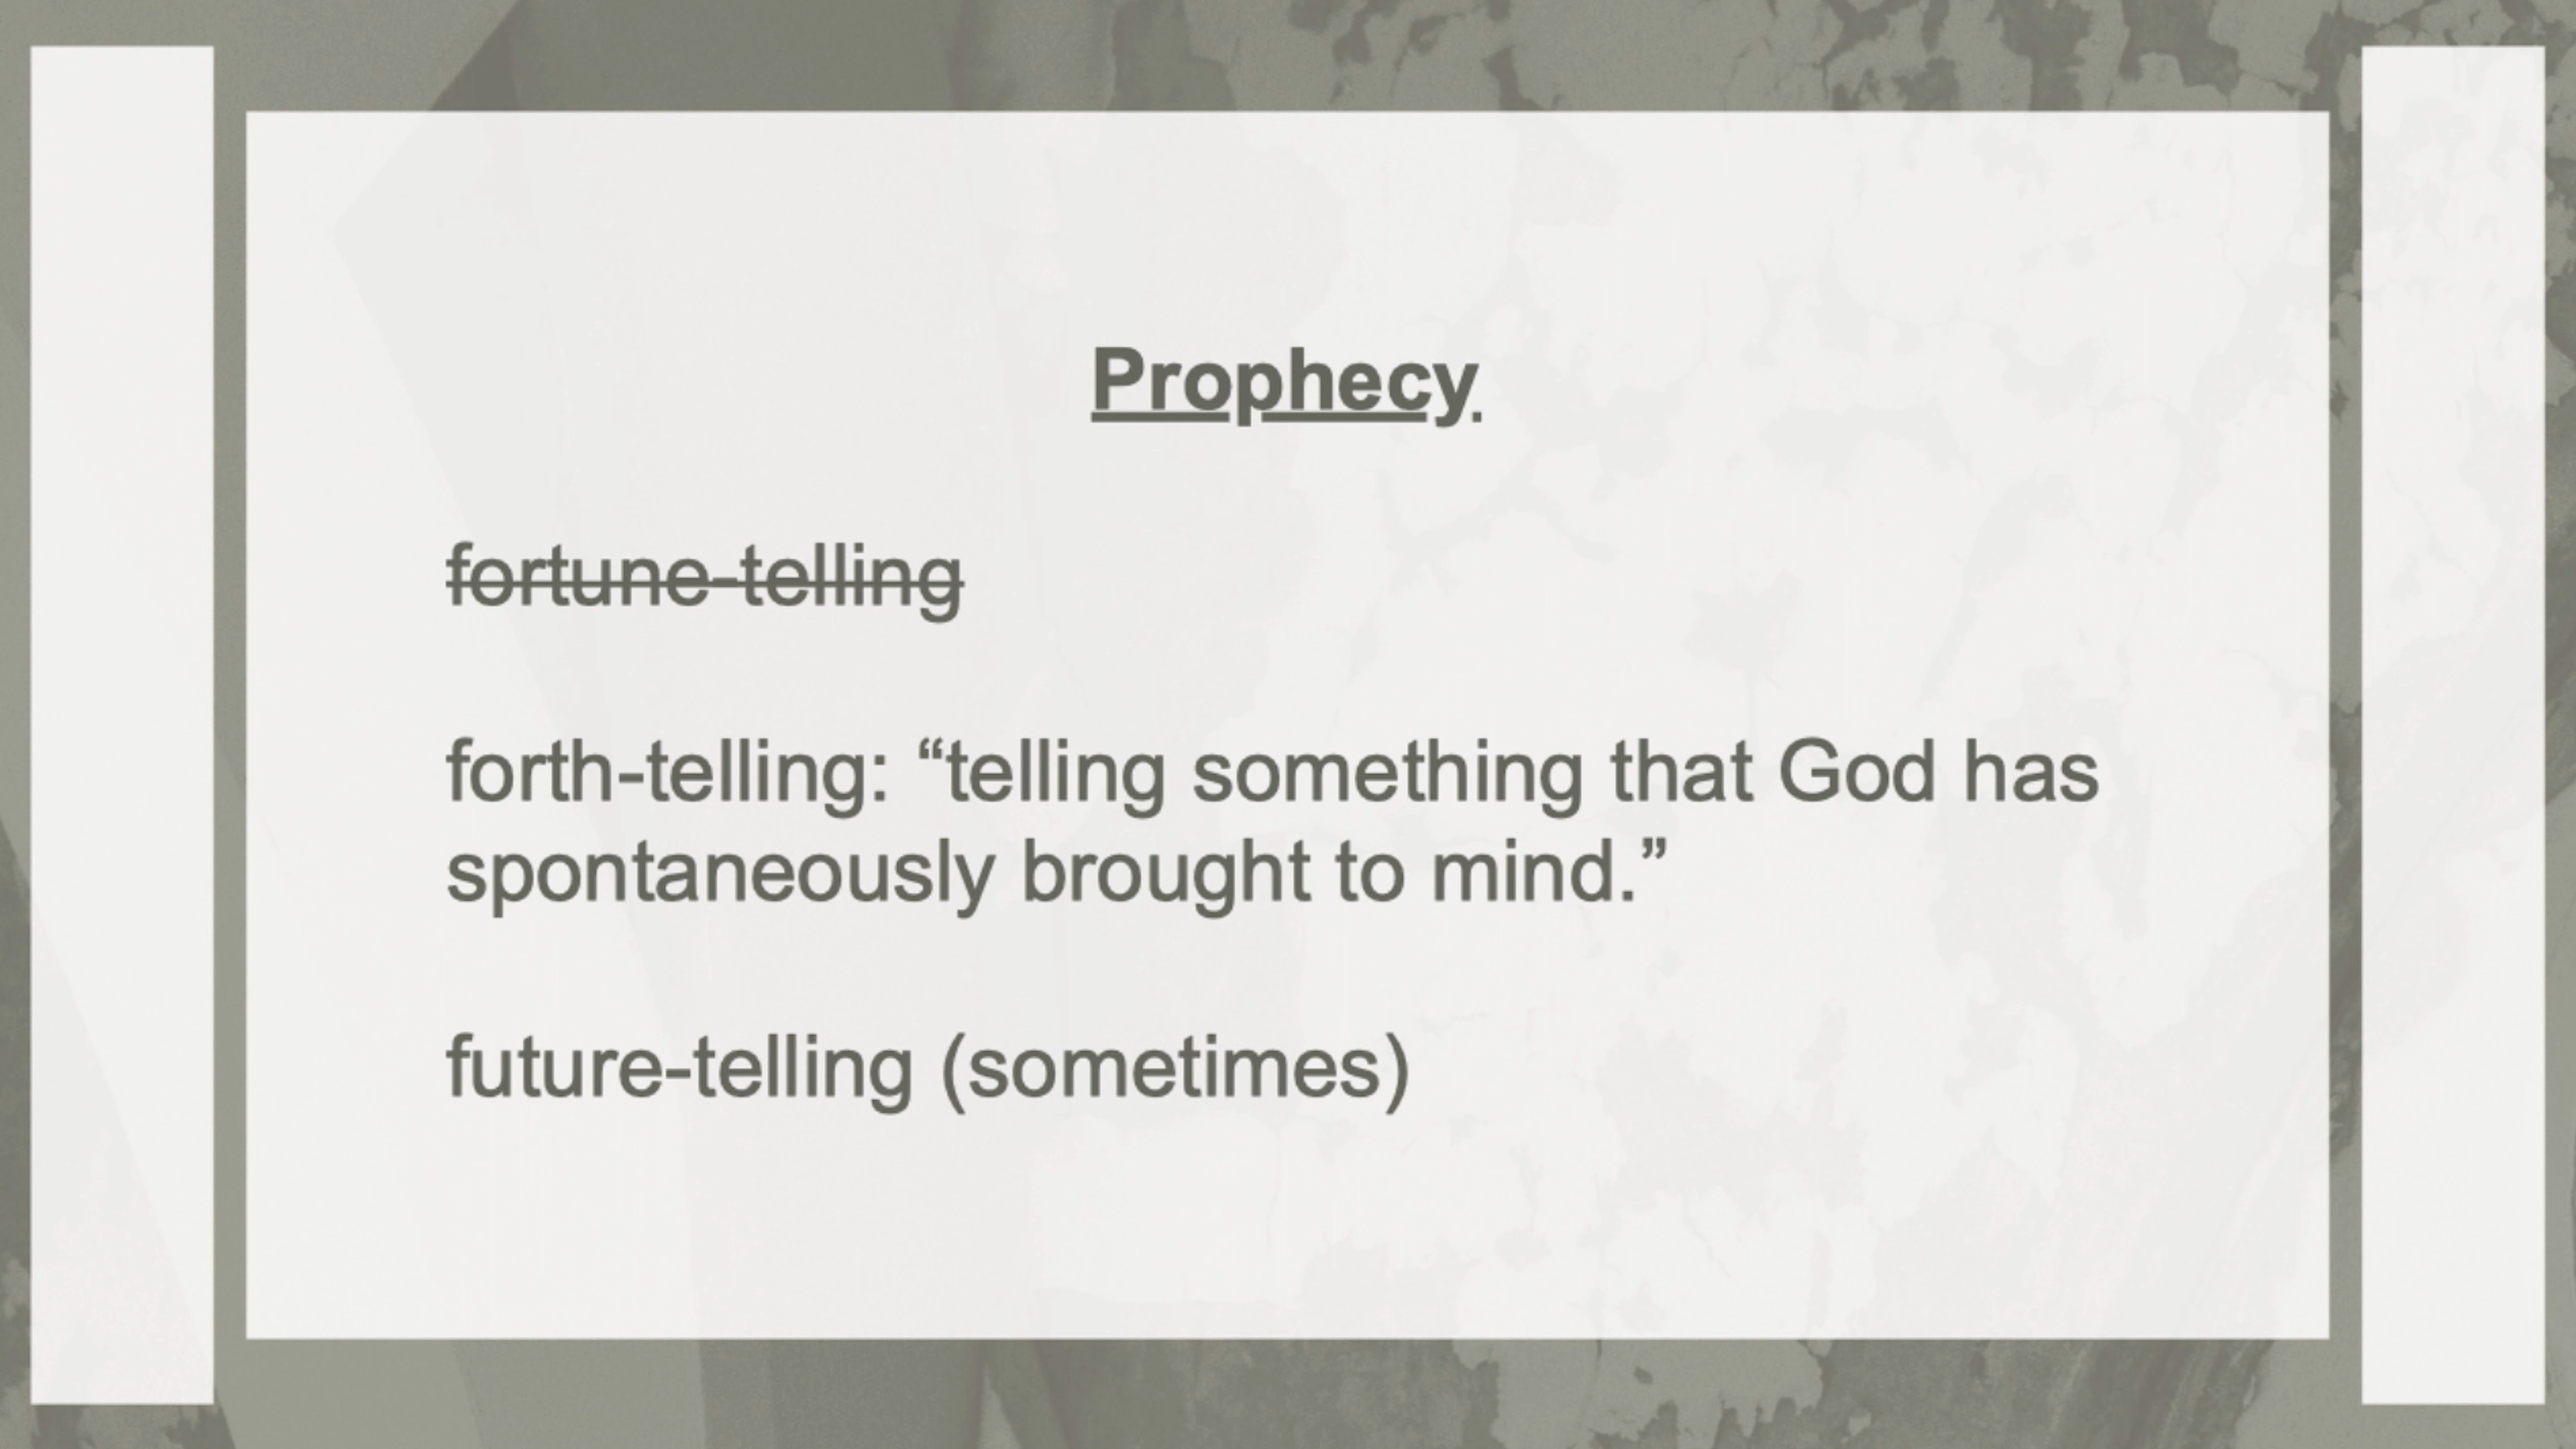 Prophecy
fortune-telling
forth-telling: “telling something that God has
spontaneously brought to mind.”
future-telling (sometimes)